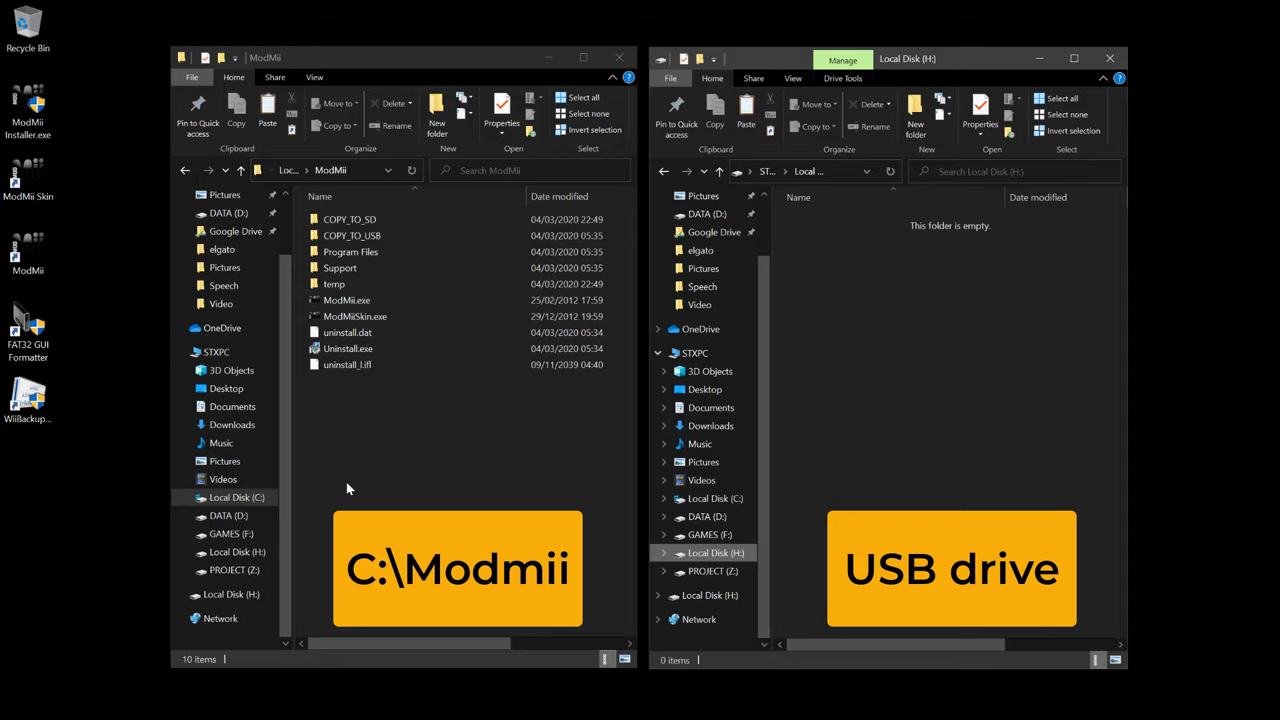 Recycle Bin
ModMii
Installer.exe
ModMii Skin
ModMii
FAT32 GUI
Formatter
WiiBackup...
ModMii
File
Home
Share
View
Pin to Quick
access
Copy
Paste
Move to
Copy to
Delete
Rename
New
folder
Properties
Select all
Select none
Invert selection
Clipboard
Organize
New
Open
Select
Loc...
ModMii
Search ModMii
Pictures
DATA (D:)
Google Drive
elgato
Pictures
Speech
Video
OneDrive
STXPC
3D Objects
Desktop
Documents
Downloads
Music
Pictures
Videos
Local Disk (C:)
DATA (D:)
GAMES (F:)
Local Disk (H:)
PROJECT (Z:)
Local Disk (H:)
Network
Name
Date modified
COPY_TO_SD 04/03/2020 22:49
COPY_TO_USB 04/03/2020 05:35
Program Files 04/03/2020 05:35
Support 04/03/2020 05:35
temp 04/03/2020 22:49
ModMii.exe 25/02/2012 17:59
ModMiiSkin.exe 29/12/2012 19:59
uninstall.dat 04/03/2020 05:34
Uninstall.exe 04/03/2020 05:34
uninstall_l.ifl 09/11/2039 04:40
C:\Modmii
10 items
Manage
Local Disk (H:)
File
Home
Share
View
Drive Tools
Pin to Quick
access
Copy
Paste
Move to
Copy to
Delete
Rename
New
folder
Properties
Select all
Select none
Invert selection
Clipboard
Organize
New
Open
Select
ST...
Local ...
Search Local Disk (H:)
Pictures
DATA (D:)
Google Drive
elgato
Pictures
Speech
Video
OneDrive
STXPC
3D Objects
Desktop
Documents
Downloads
Music
Pictures
Videos
Local Disk (C:)
DATA (D:)
GAMES (F:)
Local Disk (H:)
PROJECT (Z:)
Local Disk (H:)
Network
Name
Date modified
This folder is empty.
USB drive
0 items